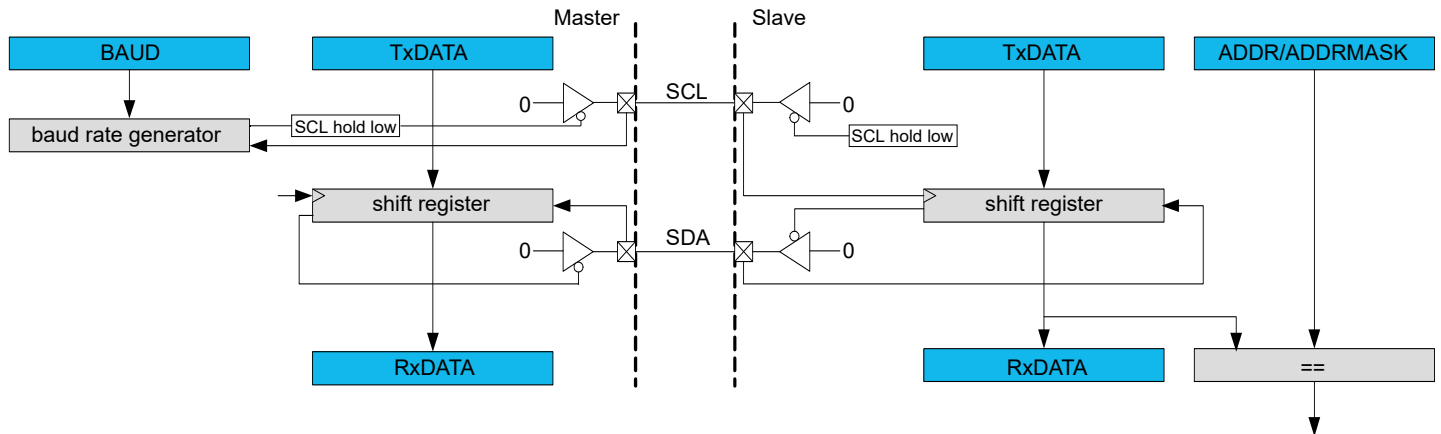 Master
Slave
BAUD
TxDATA
TxDATA
ADDR/ADDRMASK
0
SCL
0
baud rate generator
SCL hold low
SCL hold low
shift register
shift register
0
SDA
0
RxDATA
RxDATA
==